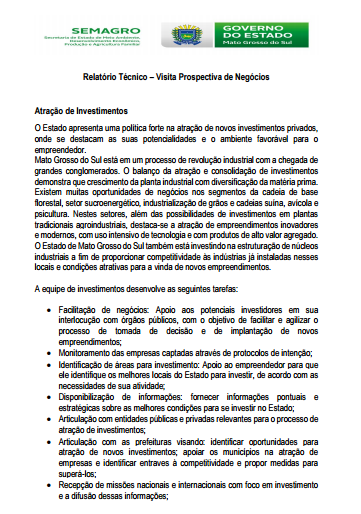 SEMAGRO
Secretaria de Estado de Meio Ambiente,
Desenvolvimento Econômico,
Produção e Agricultura Familiar
GOVERNO
DO ESTADO
Mato Grosso do Sul
Relatório Técnico – Visita Prospectiva de Negócios
Atração de Investimentos
O Estado apresenta uma política forte na atração de novos investimentos privados,
onde se destacam as suas potencialidades e o ambiente favorável para o
empreendedor.
Mato Grosso do Sul está em um processo de revolução industrial com a chegada de
grandes conglomerados. O balanço da atração e consolidação de investimentos
demonstra que crescimento da planta industrial com diversificação da matéria prima.
Existem muitas oportunidades de negócios nos segmentos da cadeia de base
florestal, setor sucroenergético, industrialização de grãos e cadeias suína, avícola e
psicultura. Nestes setores, além das possibilidades de investimentos em plantas
tradicionais agroindustriais, destaca-se a atração de empreendimentos inovadores
e modernos, com uso intensivo de tecnologia e com produtos de alto valor agregado.
O Estado de Mato Grosso do Sul também está investindo na estruturação de núcleos
industriais a fim de proporcionar competitividade às indústrias já instaladas nesses
locais e condições atrativas para a vinda de novos empreendimentos.
A equipe de investimentos desenvolve as seguintes tarefas:
• Facilitação de negócios: Apoio aos potenciais investidores em sua
interlocução com órgãos públicos, com o objetivo de facilitar e agilizar o
processo de tomada de decisão e de implantação de novos
empreendimentos;
• Monitoramento das empresas captadas através de protocolos de intenção;
• Identificação de áreas para investimento: Apoio ao empreendedor para que
ele identifique os melhores locais do Estado para investir, de acordo com as
necessidades de sua atividade;
• Disponibilização de informações: fornecer informações pontuais e
estratégicas sobre as melhores condições para se investir no Estado;
• Articulação com entidades públicas e privadas relevantes para o processo de
atração de investimentos;
• Articulação com as prefeituras visando: identificar oportunidades para
atração de novos investimentos; apoiar os municípios na atração de
empresas e identificar entraves à competitividade e propor medidas para
superá-los;
• Recepção de missões nacionais e internacionais com foco em investimento
e a difusão dessas informações;